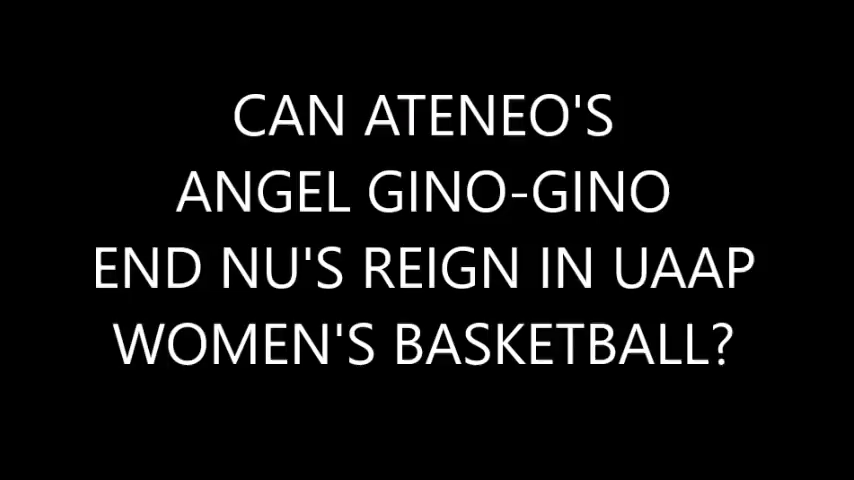 CAN ATENEO'S
ANGEL GINO-GINO
END NU'S REIGN IN UAAP
WOMEN'S BASKETBALL?